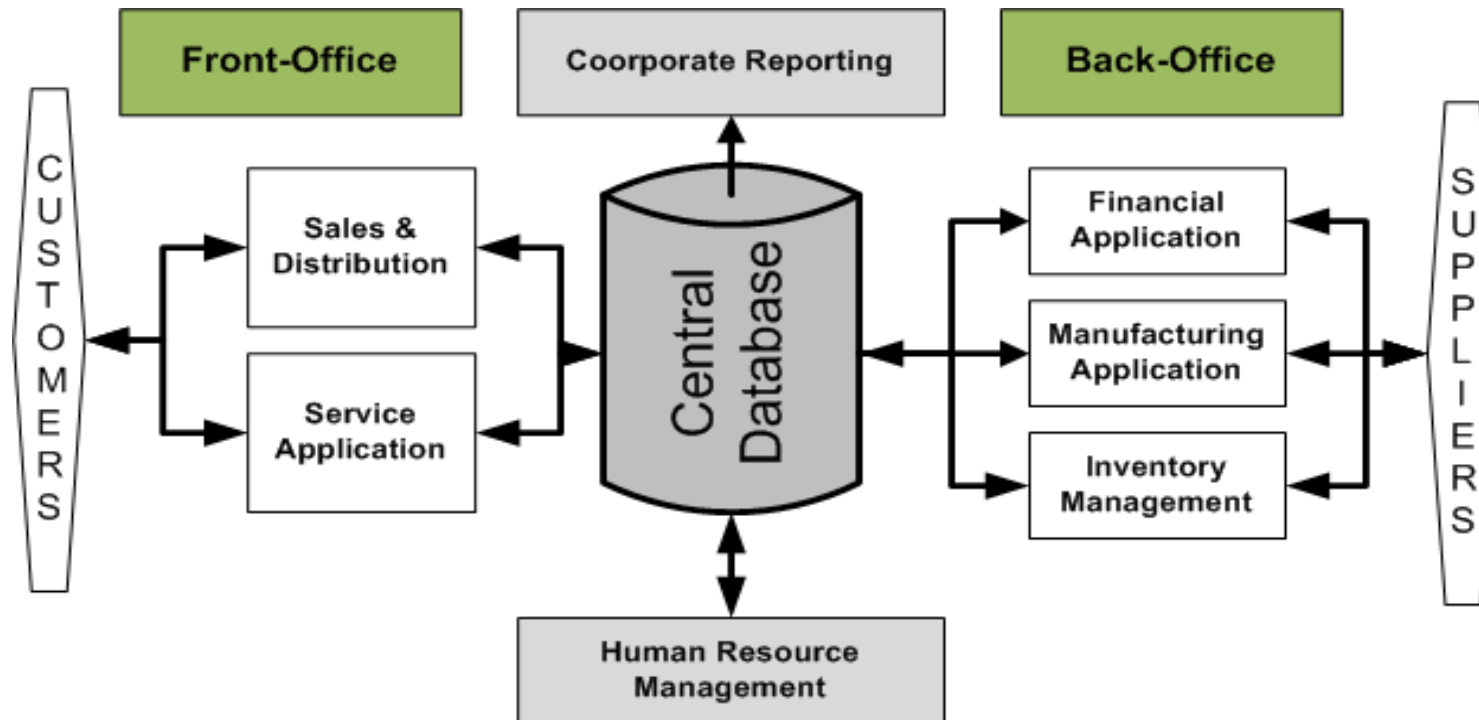 Front-Office
Coorporate Reporting
Back-Office
CUSTOMERS
Sales &
Distribution
Service
Application
Central
Database
Financial
Application
Manufacturing
Application
Inventory
Management
SUPPLIERS
Human Resource
Management